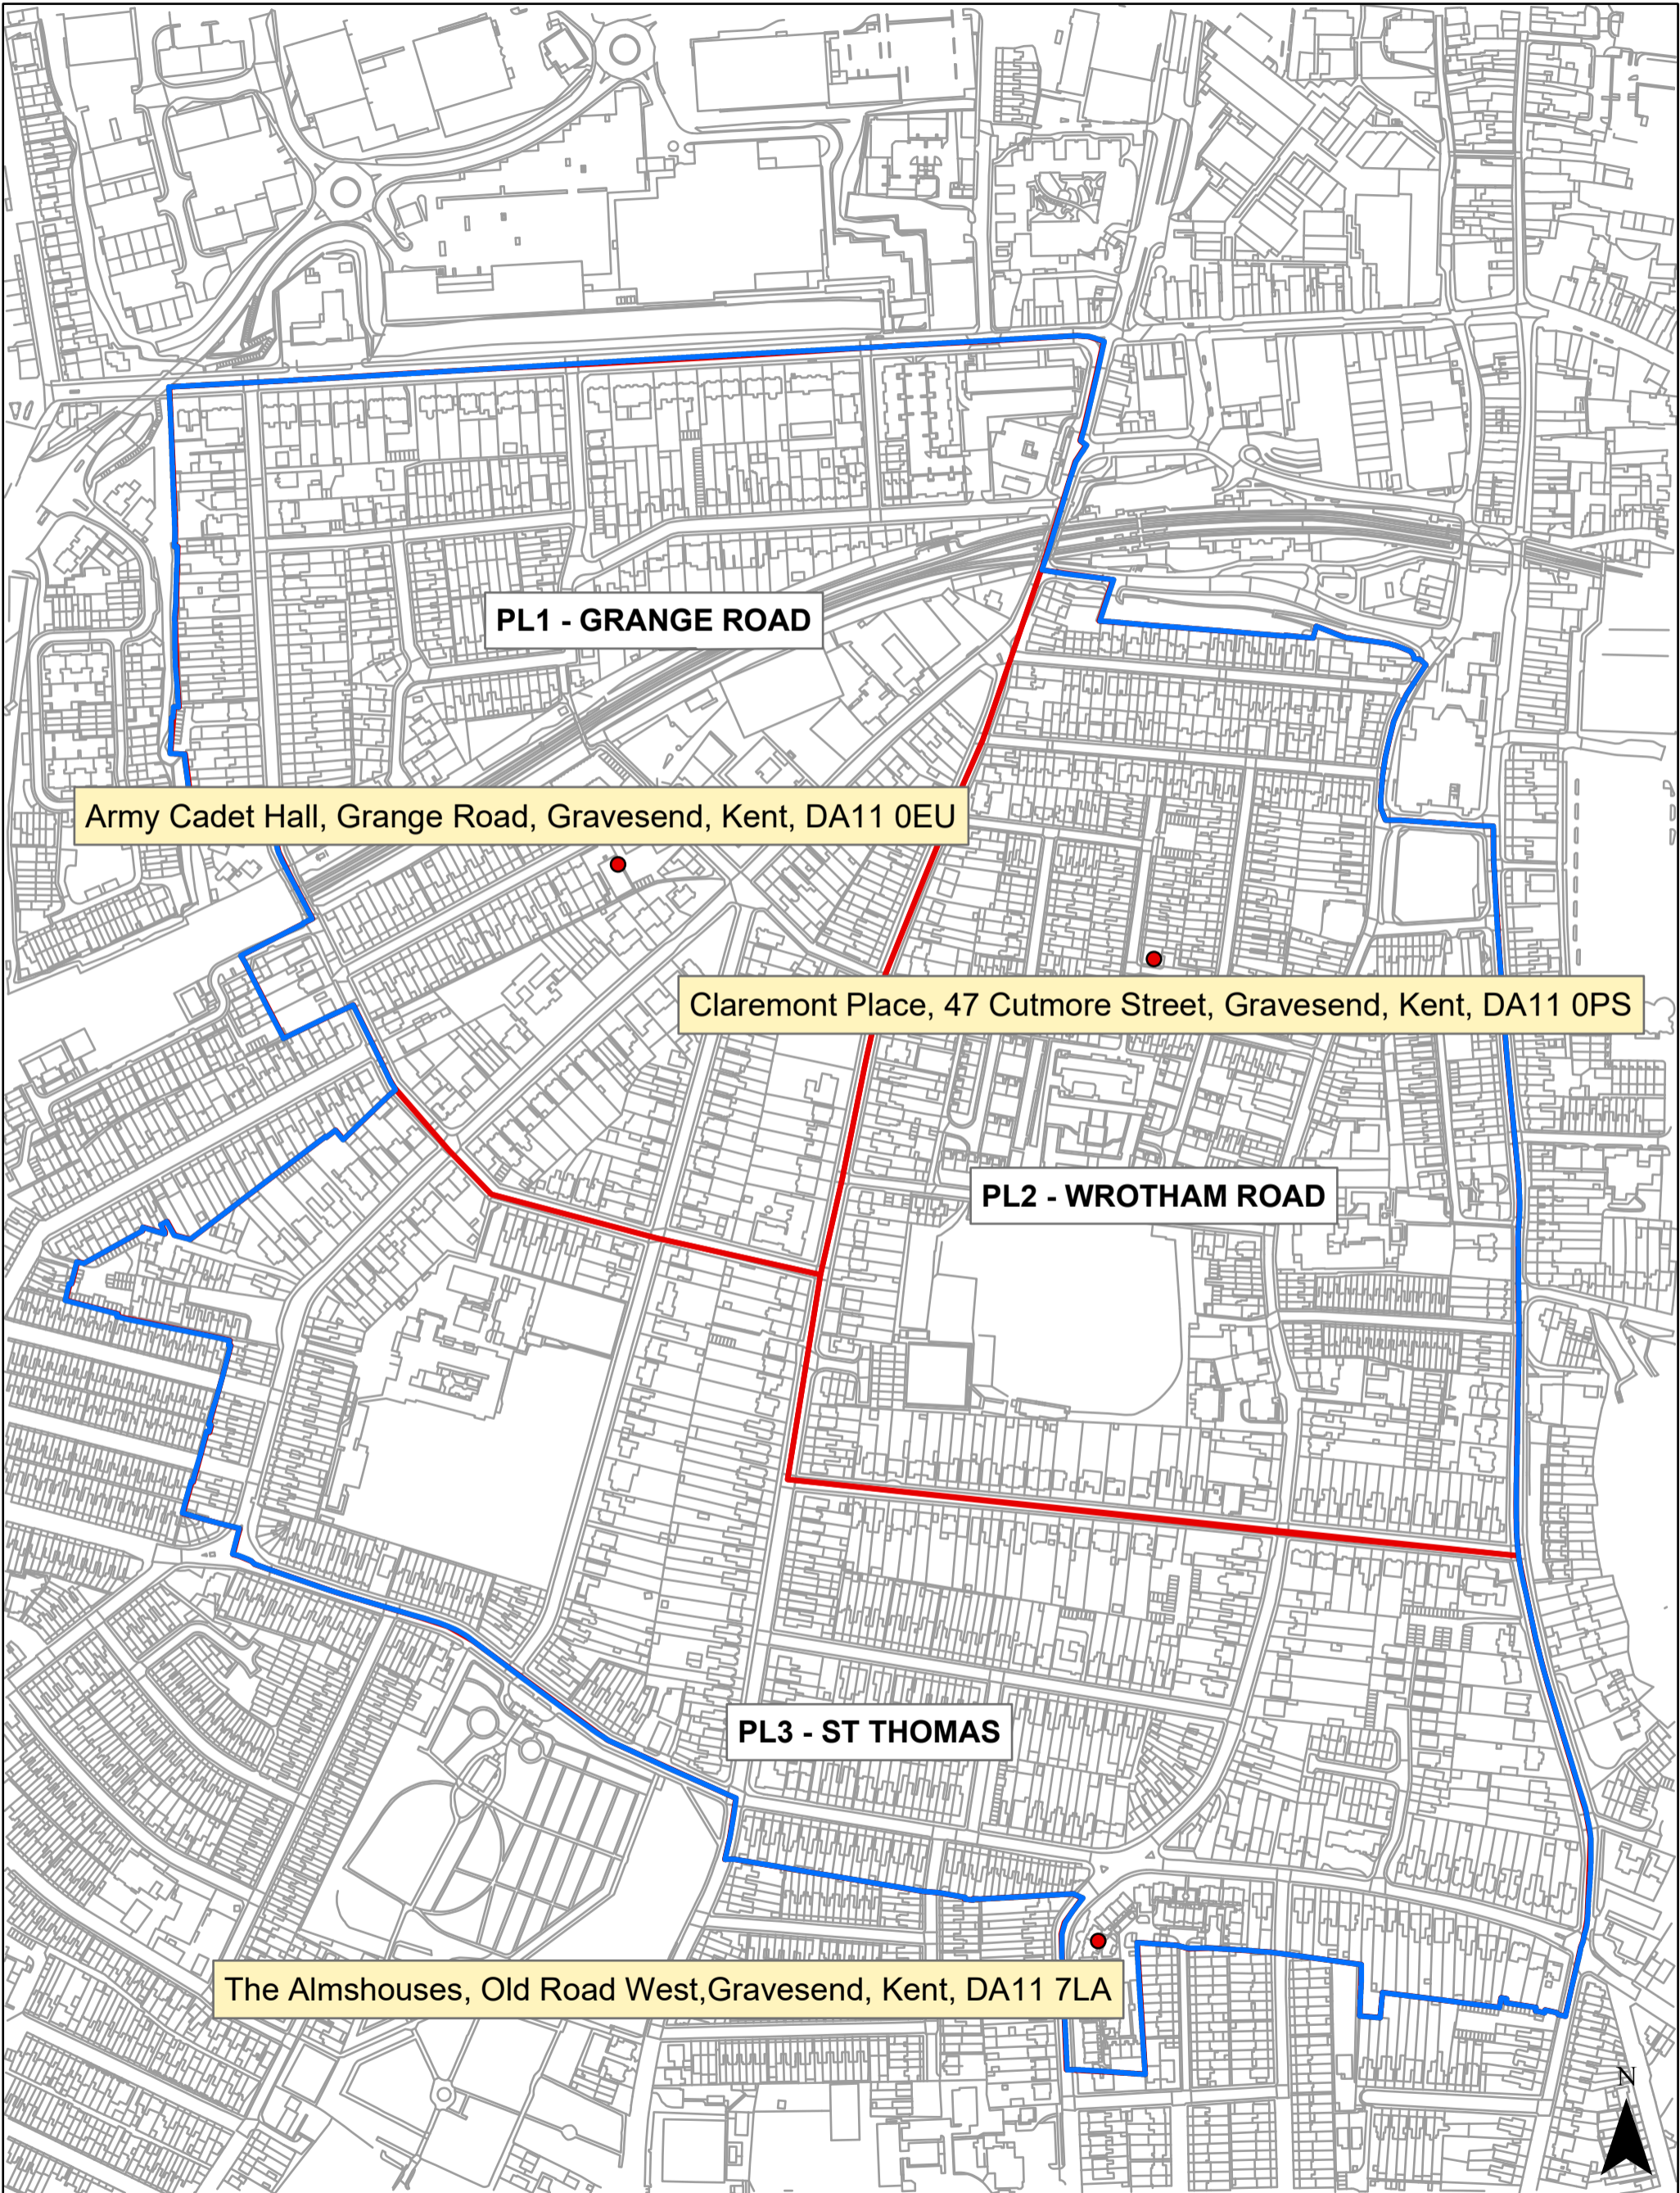 PL1 - GRANGE ROAD
Army Cadet Hall, Grange Road, Gravesend, Kent, DA11 0EU
Claremont Place, 47 Cutmore Street, Gravesend, Kent, DA11 0PS
PL2 - WROTHAM ROAD
PL3 - ST THOMAS
The Almshouses, Old Road West,Gravesend, Kent, DA11 7LA
N